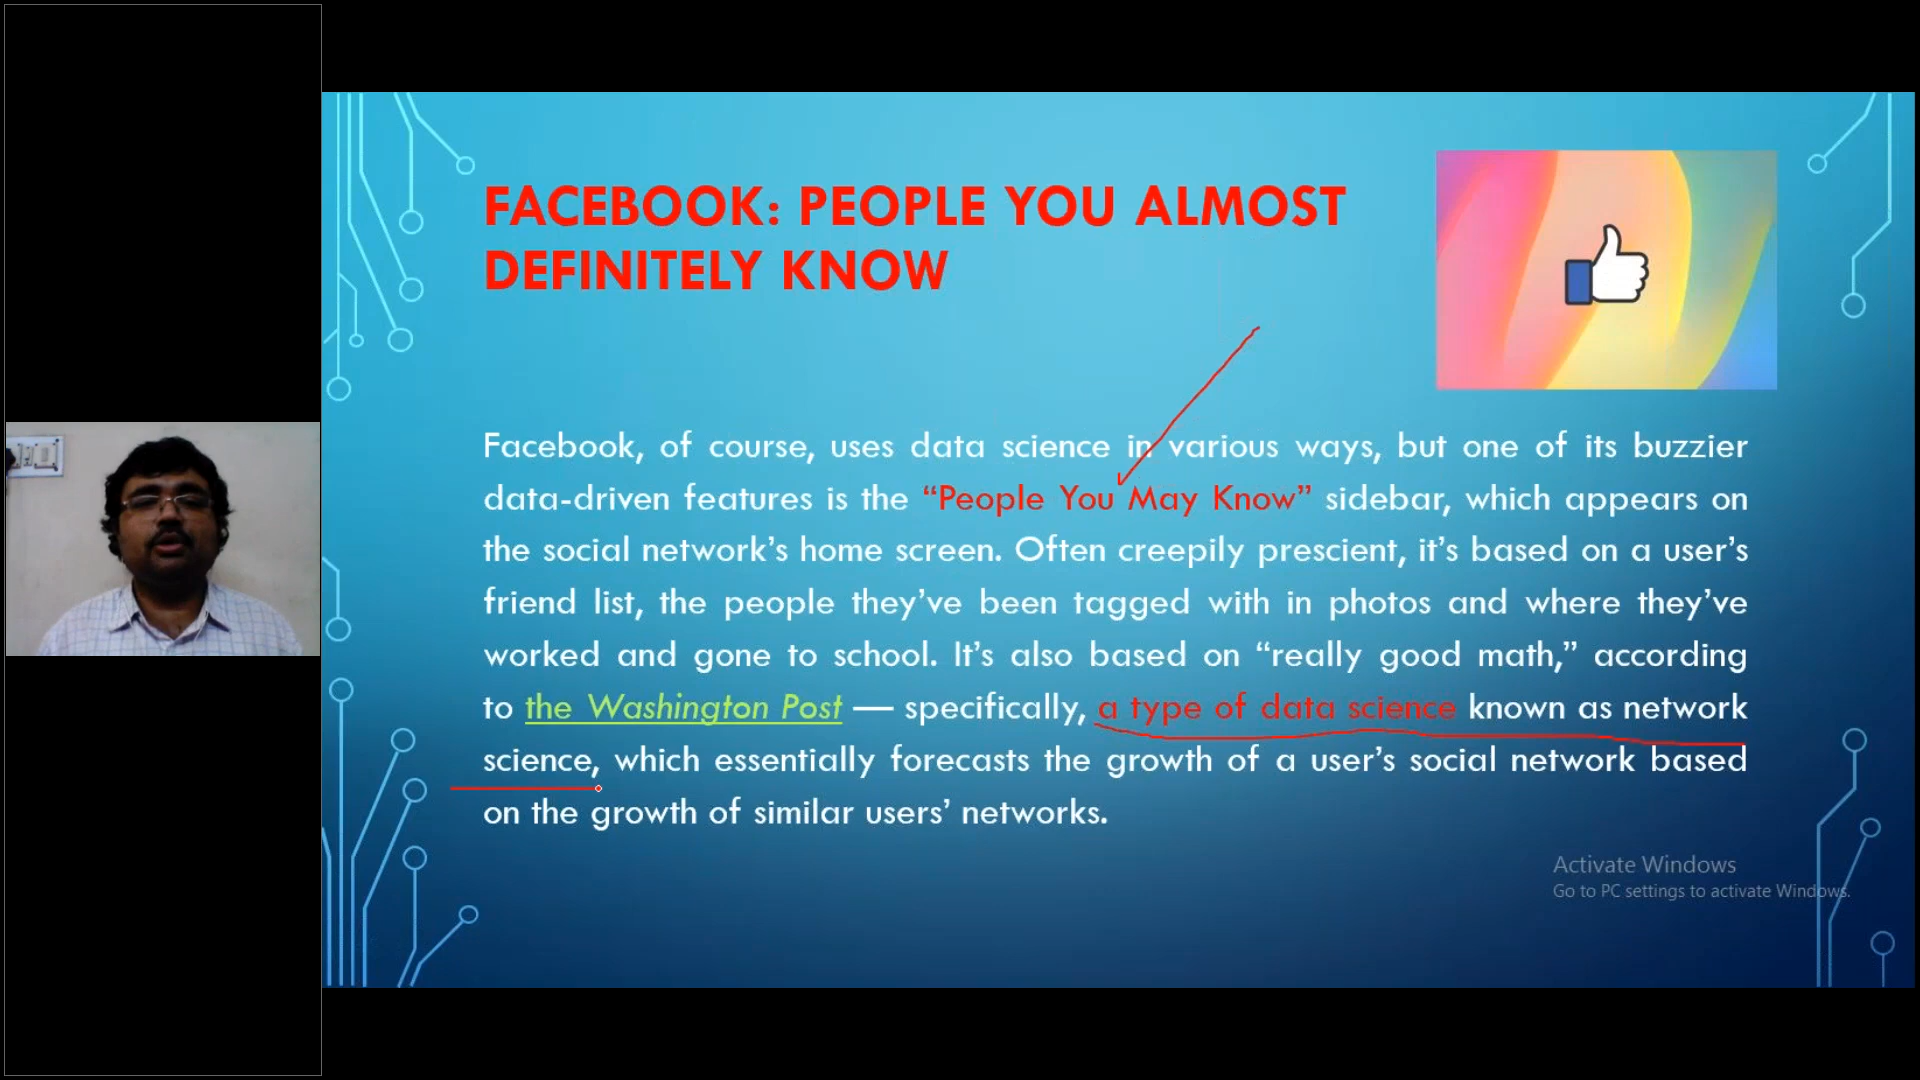 FACEBOOK: PEOPLE YOU ALMOST
DEFINITELY KNOW
Facebook, of course, uses data science in various ways, but one of its buzzier
data-driven features is the “People You May Know” sidebar, which appears on
the social network’s home screen. Often creepily prescient, it’s based on a user’s
friend list, the people they’ve been tagged with in photos and where they’ve
worked and gone to school. It’s also based on “really good math,” according
to the Washington Post — specifically, a type of data science known as network
science, which essentially forecasts the growth of a user’s social network based
on the growth of similar users’ networks.
Activate Windows
Go to PC settings to activate Windows.